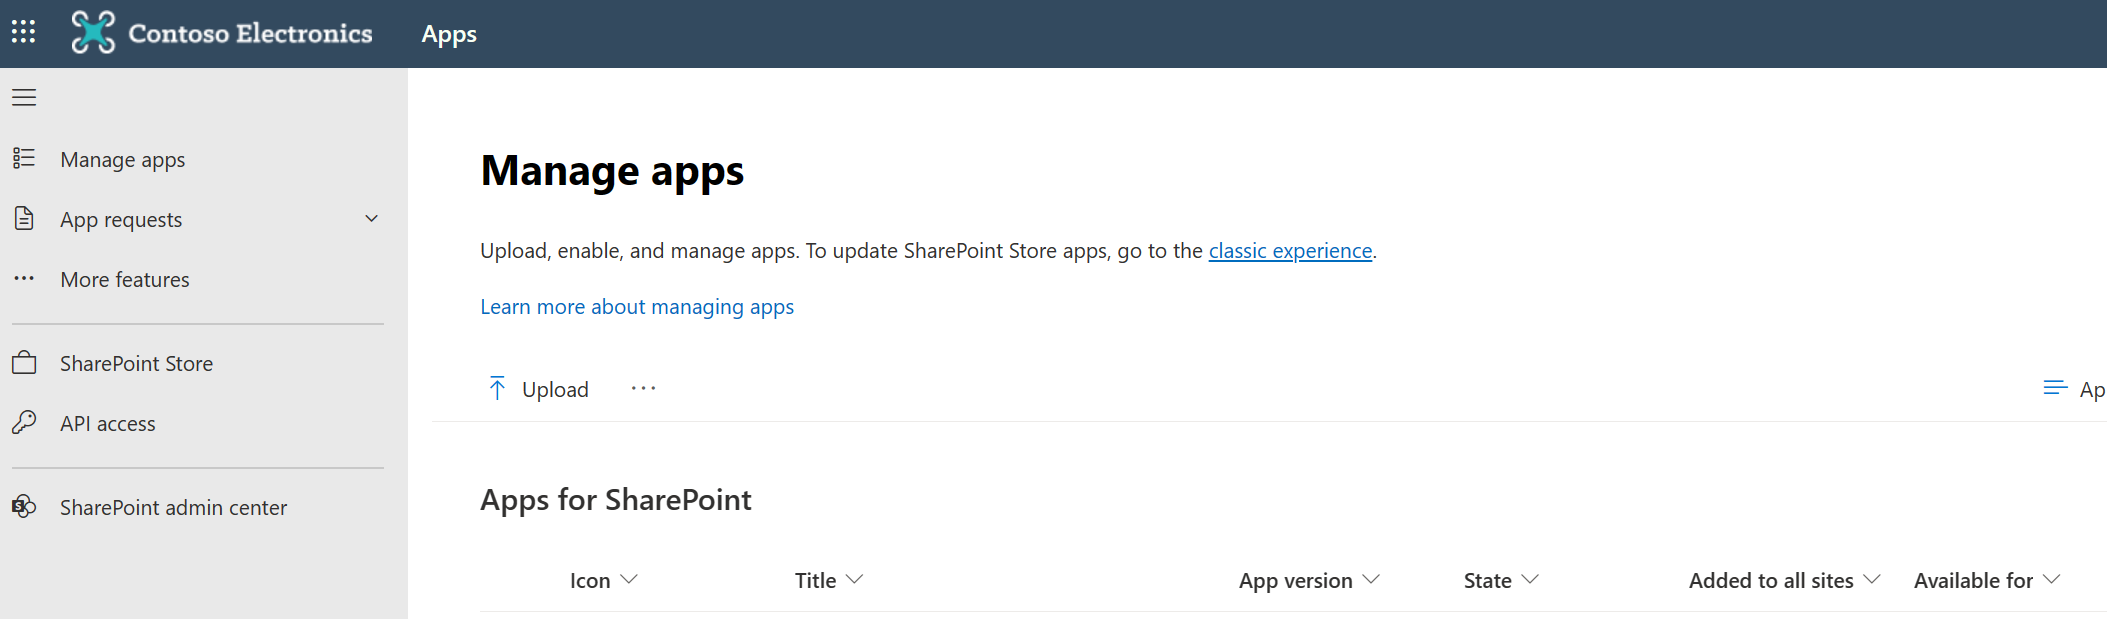 Contoso Electronics
Apps
Manage apps
App requests
More features
SharePoint Store
API access
SharePoint admin center
Manage apps
Upload, enable, and manage apps. To update SharePoint Store apps, go to the classic experience.
Learn more about managing apps
Upload
Ap
Apps for SharePoint
Icon Title App version State Added to all sites Available for